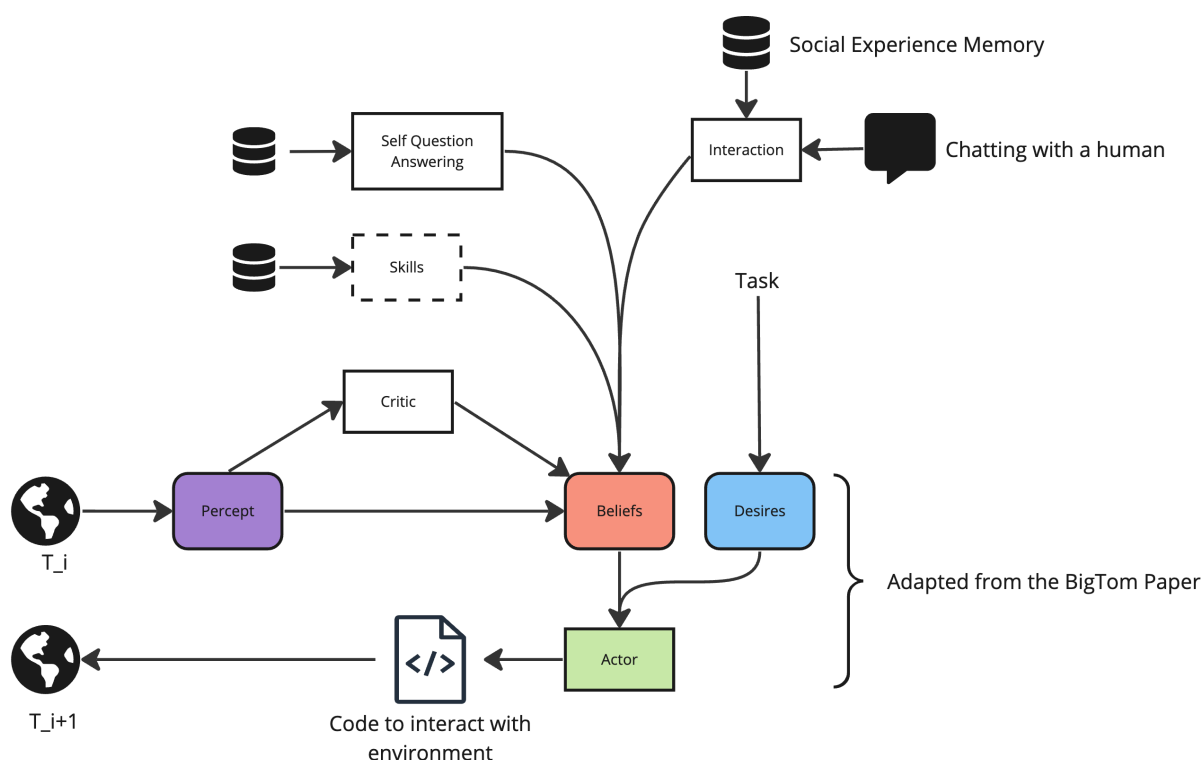 Social Experience Memory
Self Question
Answering
Interaction
Chatting with a human
Skills
Task
Critic
Percept
Beliefs
Desires
T_i
Adapted from the BigTom Paper
</>
Actor
T_i+1
Code to interact with
environment